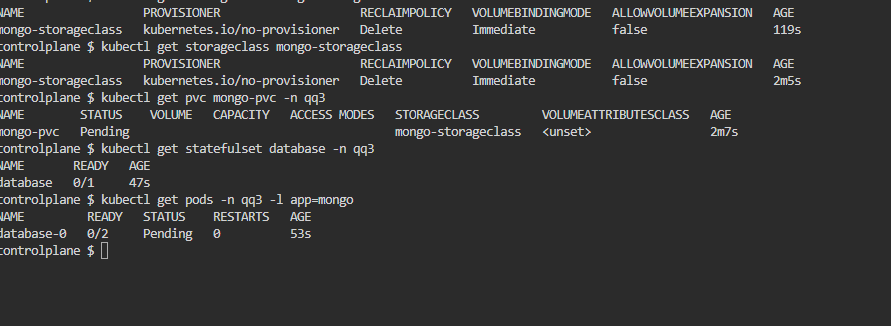 NAME PROVISIONER RECLAIMPOLICY VOLUMEBINDINGMODE ALLOWVOLUMEEXPANSION AGE
mongo-storageclass kubernetes.io/no-provisioner Delete Immediate false 119s
controlplane $ kubectl get storageclass mongo-storageclass
NAME PROVISIONER RECLAIMPOLICY VOLUMEBINDINGMODE ALLOWVOLUMEEXPANSION AGE
mongo-storageclass kubernetes.io/no-provisioner Delete Immediate false 2m5s
controlplane $ kubectl get pvc mongo-pvc -n qq3
NAME STATUS VOLUME CAPACITY ACCESS MODES STORAGECLASS VOLUMEATTRIBUTESCLASS AGE
mongo-pvc Pending mongo-storageclass <unset> 2m7s
controlplane $ kubectl get statefulset database -n qq3
NAME READY AGE
database 0/1 47s
controlplane $ kubectl get pods -n qq3 -l app=mongo
NAME READY STATUS RESTARTS AGE
database-0 0/2 Pending 0 53s
controlplane $